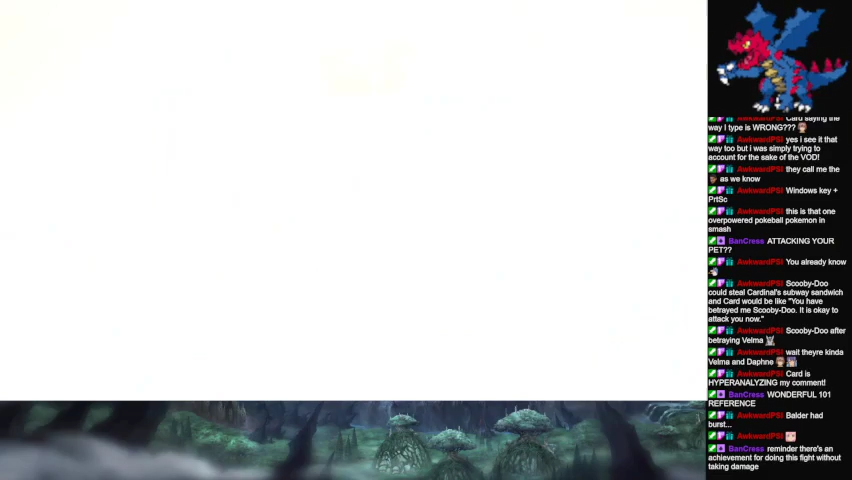 AwkwardPSI Card saying the
way I type is WRONG???
AwkwardPSI yes i see it that
way too but i was simply trying to
account for the sake of the VOD!
AwkwardPSI they call me the
as we know
AwkwardPSI Windows key +
PrtSc
AwkwardPSI this is that one
overpowered pokeball pokemon in
smash
BanCress ATTACKING YOUR
PET??
AwkwardPSI You already know
AwkwardPSI Scooby-Doo
could steal Cardinal's subway sandwich
and Card would be like "You have
betrayed me Scooby-Doo. It is okay to
attack you now."
AwkwardPSI Scooby-Doo after
betraying Velma
AwkwardPSI wait theyre kinda
Velma and Daphne
AwkwardPSI Card is
HYPERANALYZING my comment!
BanCress WONDERFUL 101
REFERENCE
AwkwardPSI Balder had
burst...
AwkwardPSI
BanCress reminder there's an
achievement for doing this fight without
taking damage